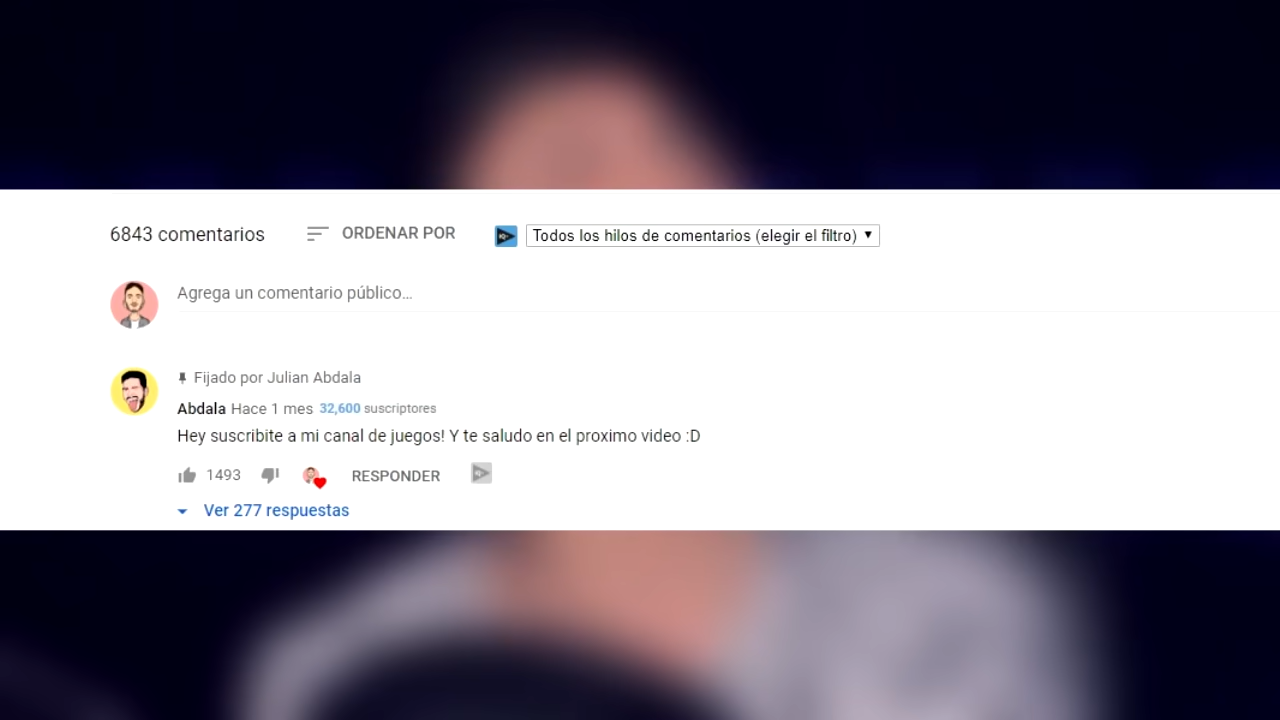 6843 comentarios
ORDENAR POR
Todos los hilos de comentarios (elegir el filtro)
Agrega un comentario público...
Fijado por Julian Abdala
Abdala Hace 1 mes 32,600 suscriptores
Hey suscribite a mi canal de juegos! Y te saludo en el proximo video :D
1493 RESPONDER
Ver 277 respuestas